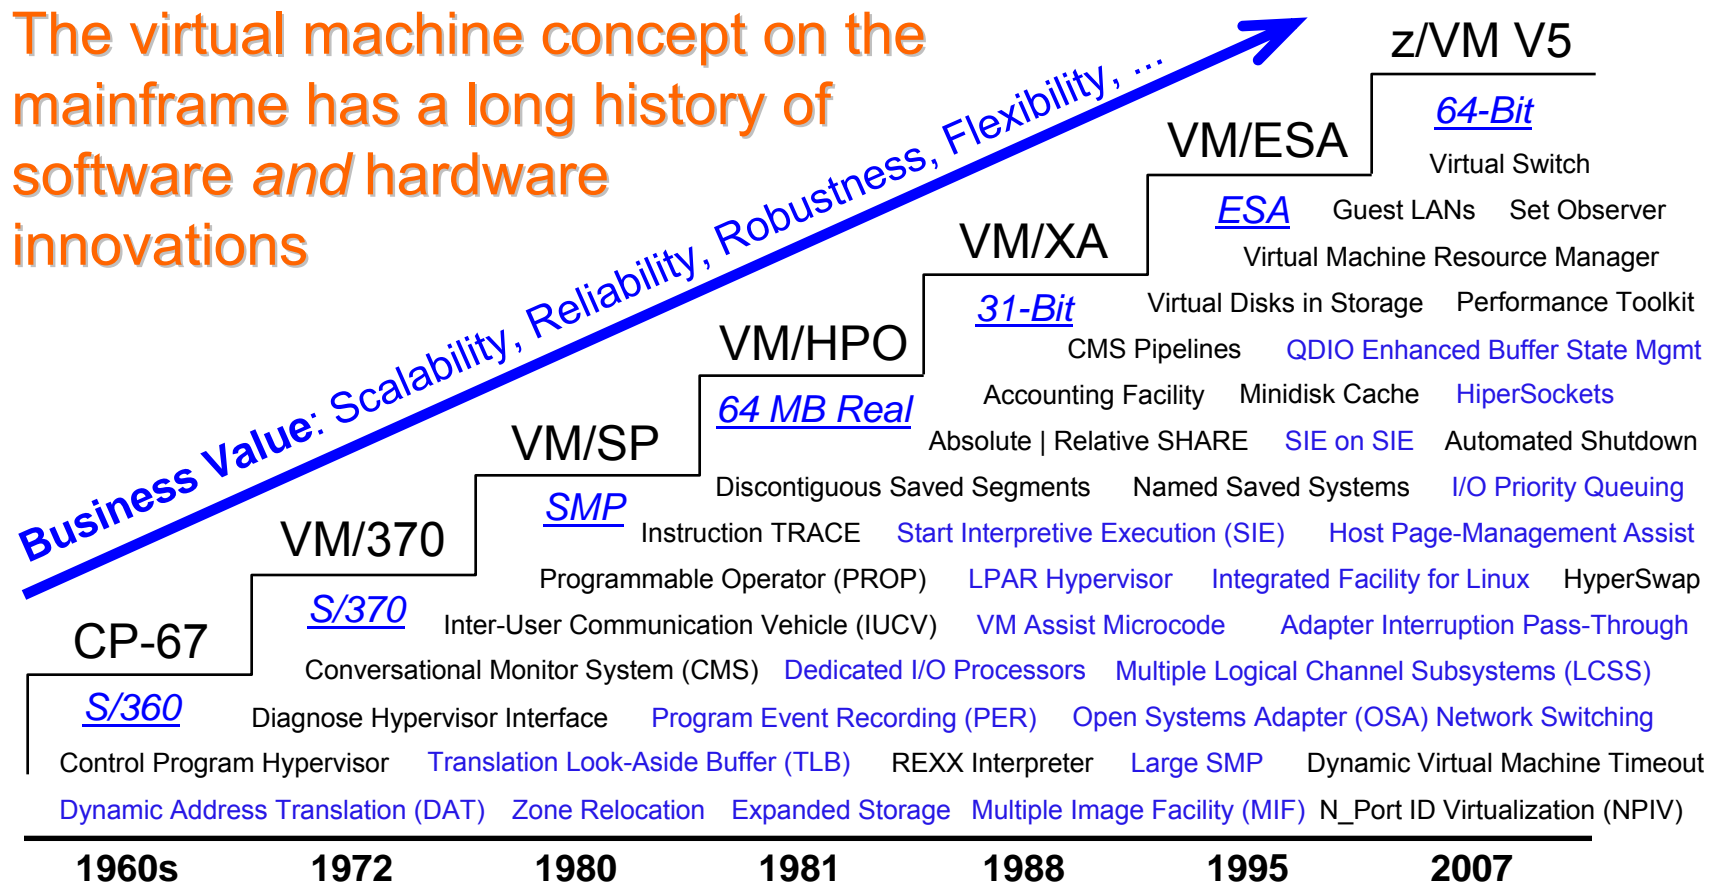 The virtual machine concept on the
mainframe has a long history of
software and hardware
innovations
Business Value: Scalability, Reliability, Robustness, Flexibility, ...
z/VM V5
64-Bit
VM/ESA
Virtual Switch
ESA Guest LANs Set Observer
VM/XA
Virtual Machine Resource Manager
31-Bit Virtual Disks in Storage Performance Toolkit
VM/HPO
CMS Pipelines QDIO Enhanced Buffer State Mgmt
64 MB Real Accounting Facility Minidisk Cache HiperSockets
VM/SP
Absolute | Relative SHARE SIE on SIE Automated Shutdown
Discontiguous Saved Segments Named Saved Systems I/O Priority Queuing
SMP
VM/370
Instruction TRACE Start Interpretive Execution (SIE) Host Page-Management Assist
Programmable Operator (PROP) LPAR Hypervisor Integrated Facility for Linux HyperSwap
S/370 Inter-User Communication Vehicle (IUCV) VM Assist Microcode Adapter Interruption Pass-Through
CP-67
Conversational Monitor System (CMS) Dedicated I/O Processors Multiple Logical Channel Subsystems (LCSS)
S/360 Diagnose Hypervisor Interface Program Event Recording (PER) Open Systems Adapter (OSA) Network Switching
Control Program Hypervisor Translation Look-Aside Buffer (TLB) REXX Interpreter Large SMP Dynamic Virtual Machine Timeout
Dynamic Address Translation (DAT) Zone Relocation Expanded Storage Multiple Image Facility (MIF) N_Port ID Virtualization (NPIV)
1960s 1972 1980 1981 1988 1995 2007